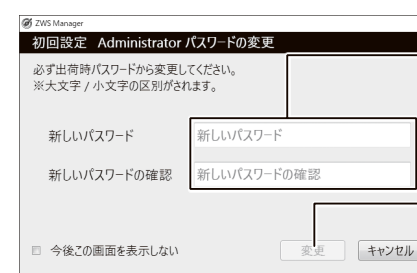 ZWS Manager
初回設定 Administrator パスワードの変更
必ず出荷時パスワードから変更してください。
※大文字 / 小文字の区別がされます。
新しいパスワード 新しいパスワード
新しいパスワードの確認 新しいパスワードの確認
今後この画面を表示しない 変更 キャンセル